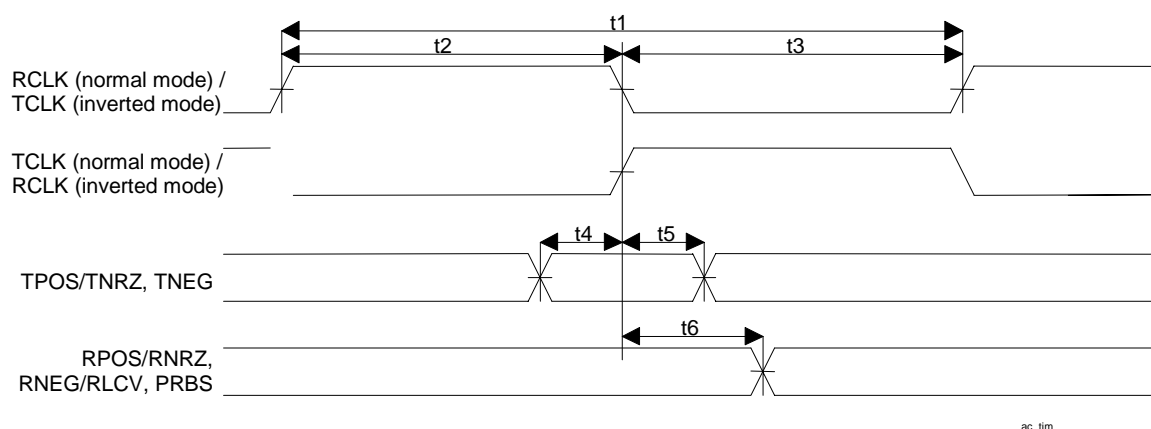 t1
t2
t3
RCLK (normal mode) /
TCLK (inverted mode)
TCLK (normal mode) /
RCLK (inverted mode)
t4
t5
TPOS/TNRZ, TNEG
t6
RPOS/RNRZ,
RNEG/RLCV, PRBS
ac_tim